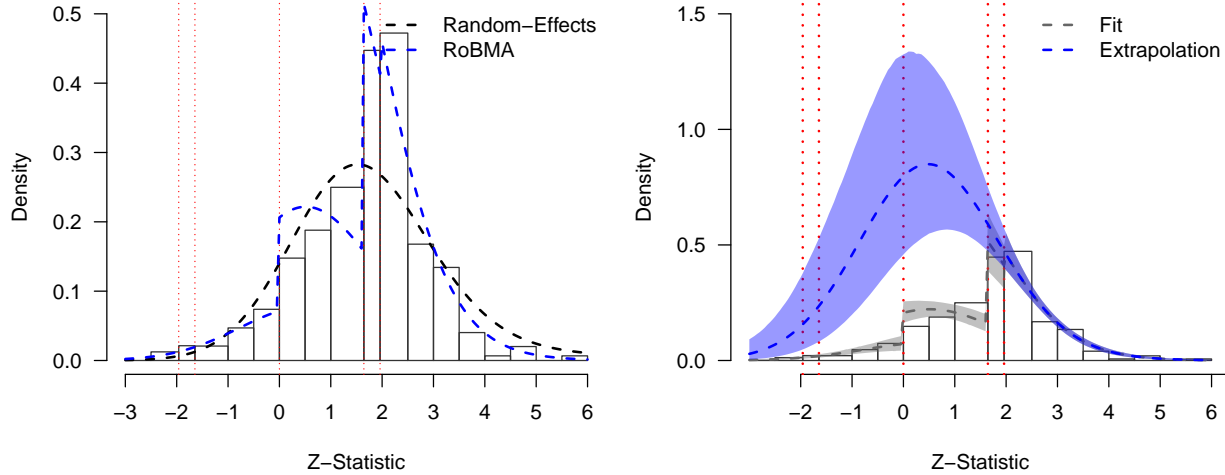 Density
0.5
0.4
0.3
0.2
0.1
0.0
Random−Effects
RoBMA
−3 −2 −1 0 1 2 3 4 5 6
Z−Statistic
Density
1.5
1.0
0.5
0.0
Fit
Extrapolation
−2 −1 0 1 2 3 4 5 6
Z−Statistic